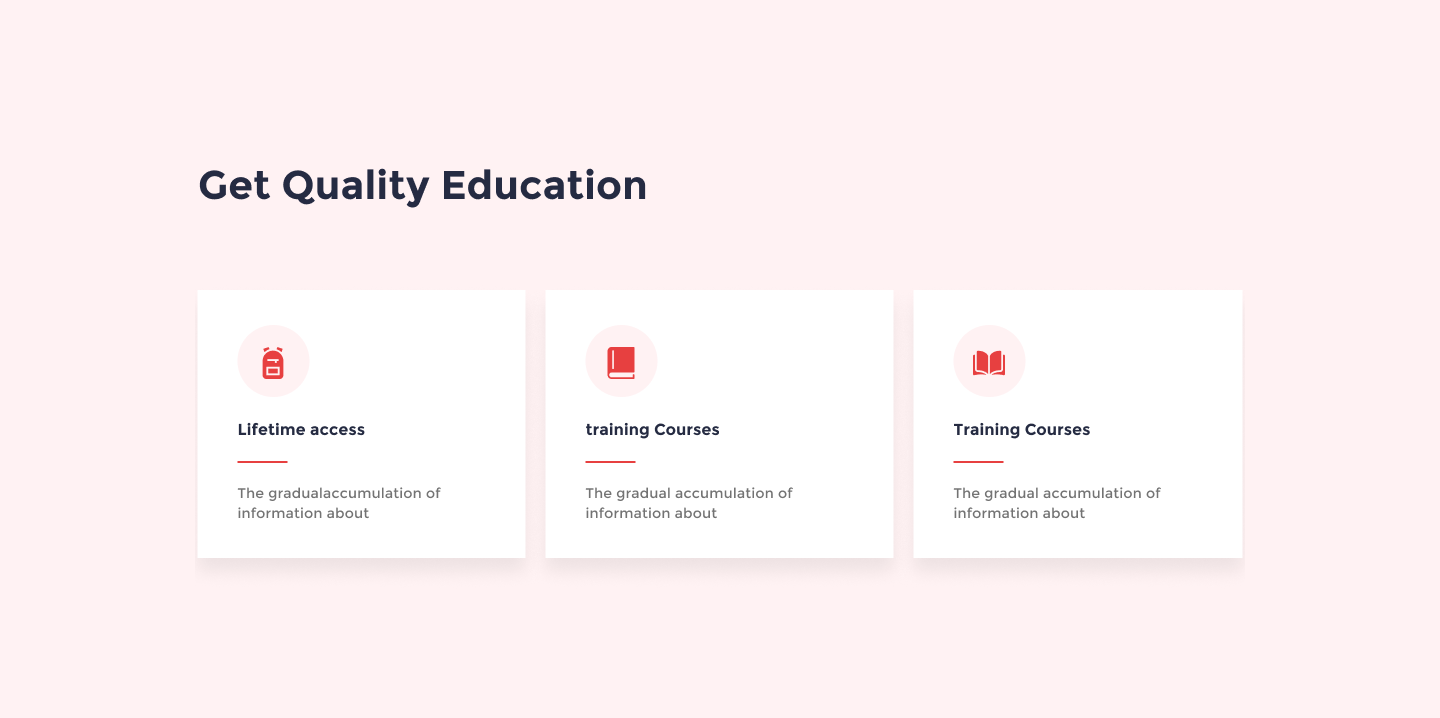 Get Quality Education
Lifetime access
The gradualaccumulation of
information about
training Courses
The gradual accumulation of
information about
Training Courses
The gradual accumulation of
information about